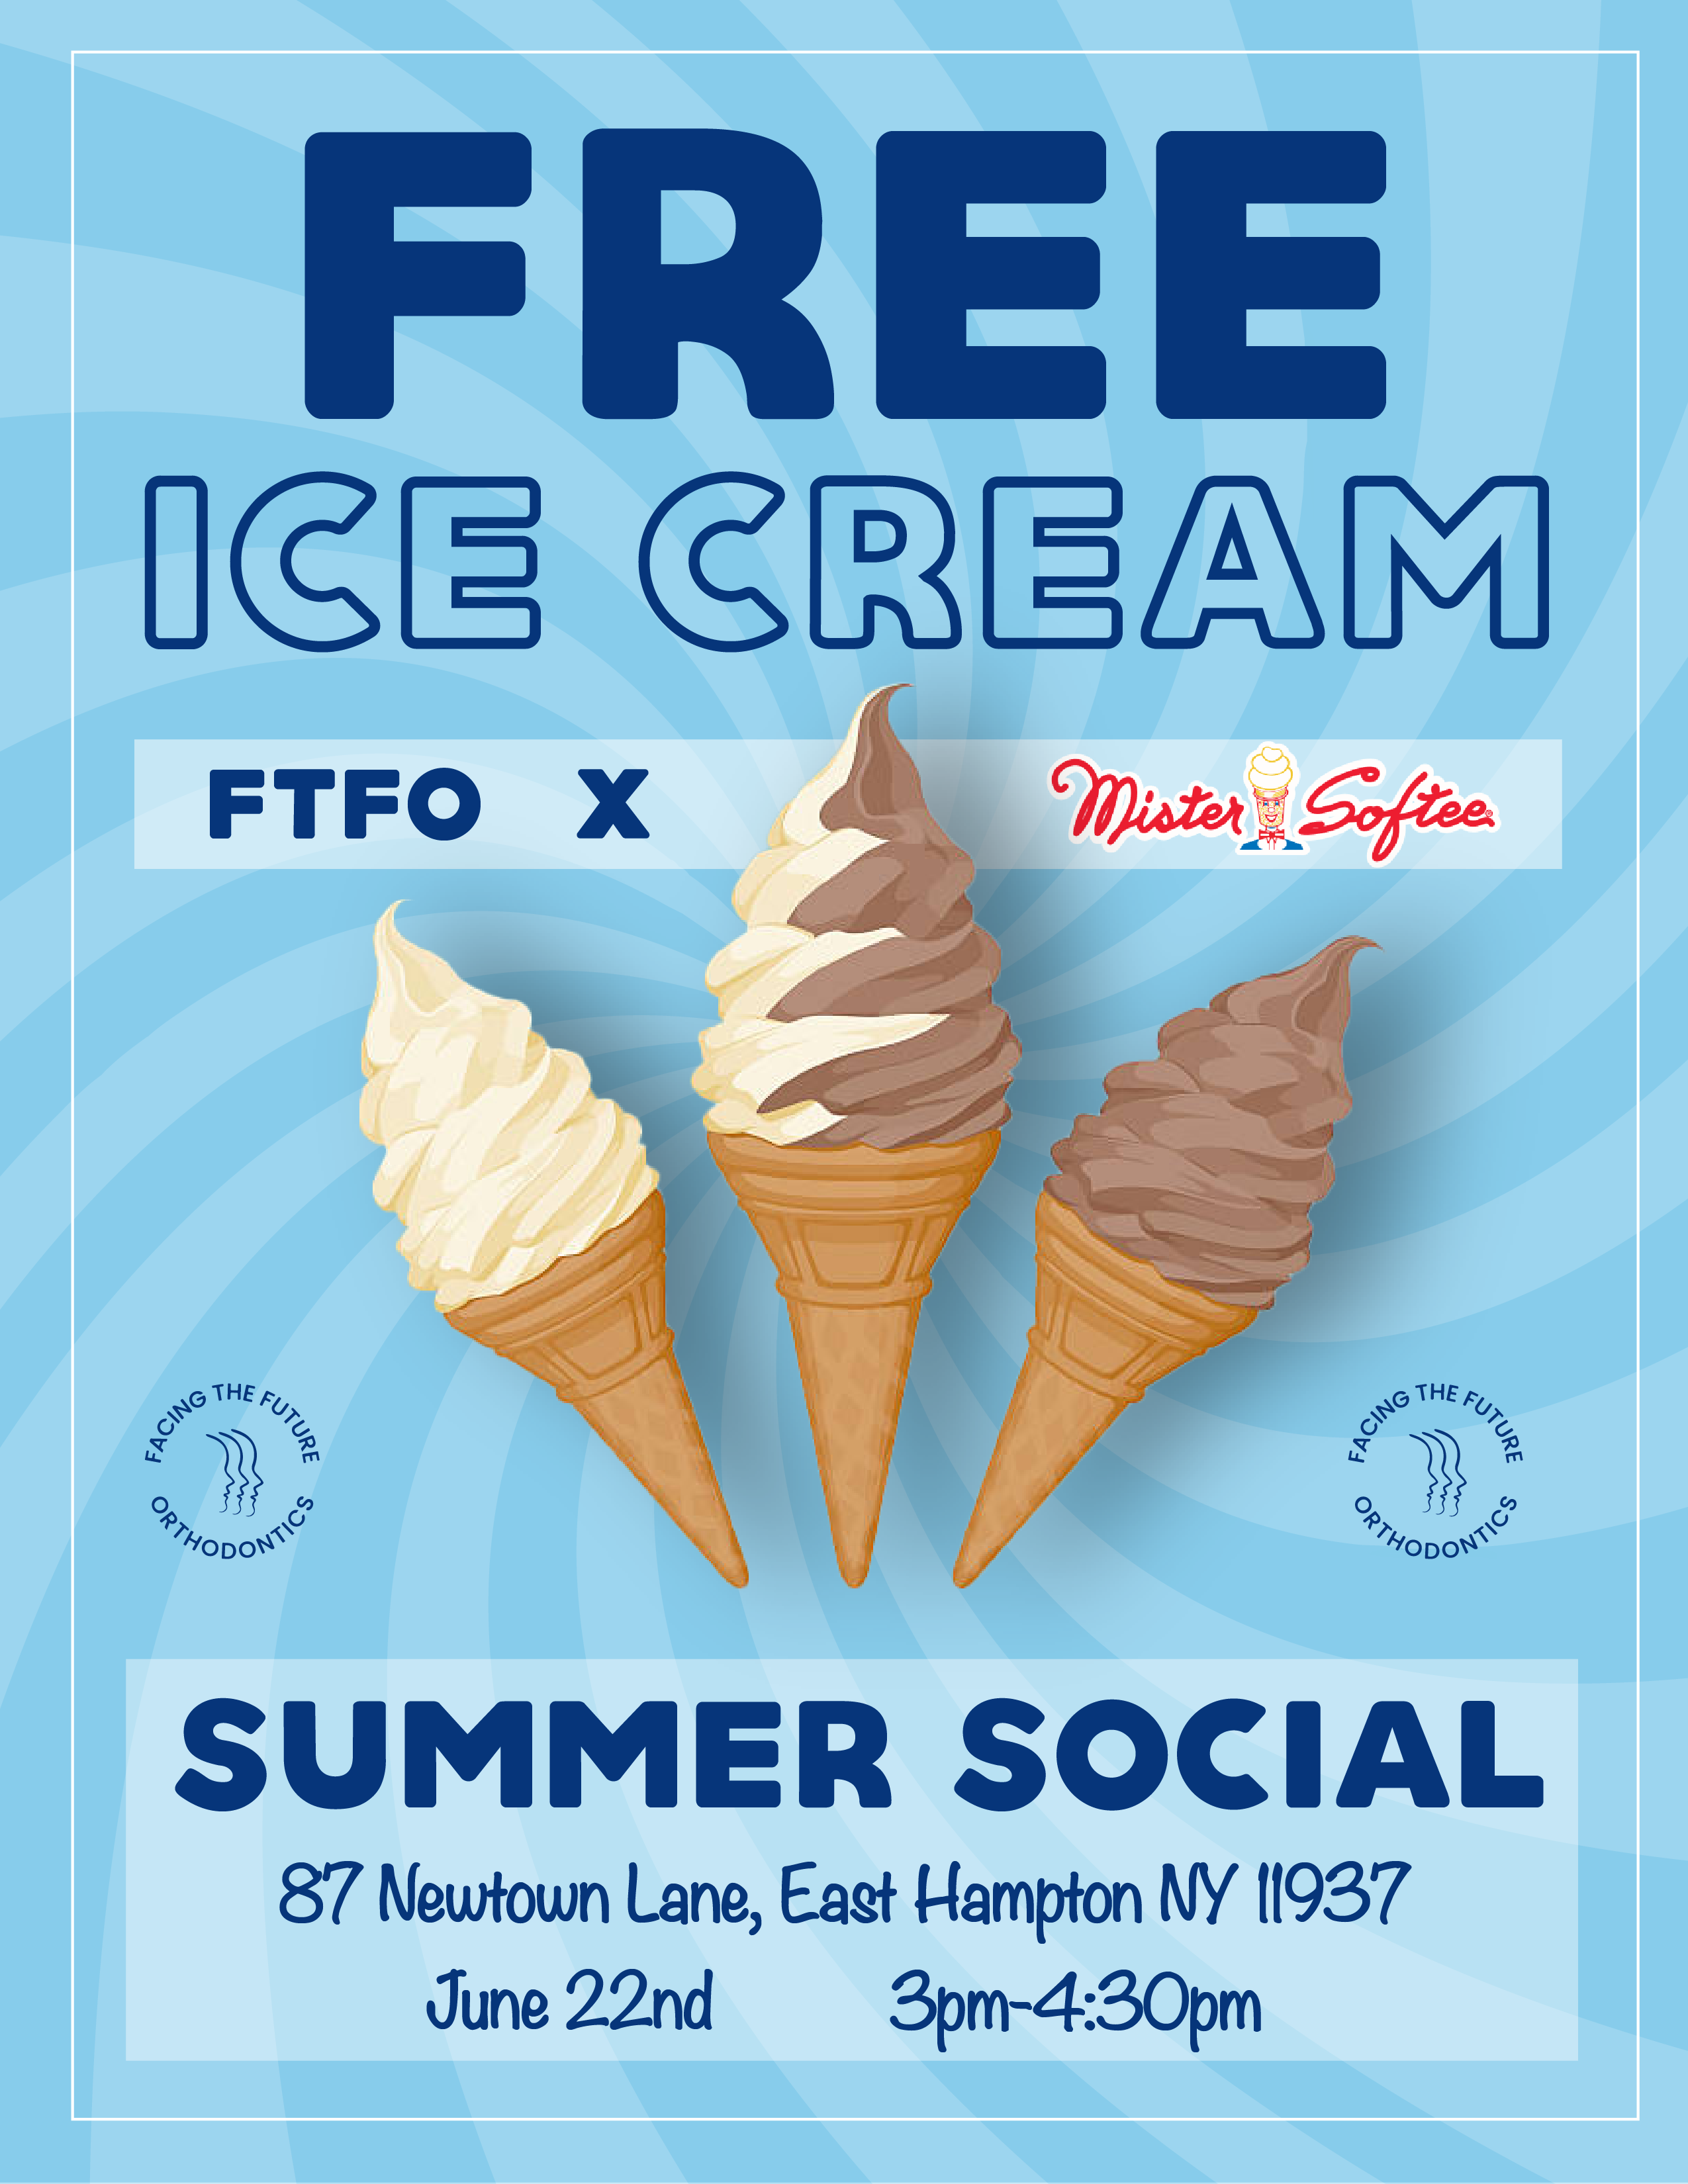 FREE
ICE CREAM
FTFO X Mister Softee
FACING THE FUTURE
ORTHODONTICS
FACING THE FUTURE
ORTHODONTICS
SUMMER SOCIAL
87 Newtown Lane, East Hampton NY 11937
June 22nd 3pm-4:30pm